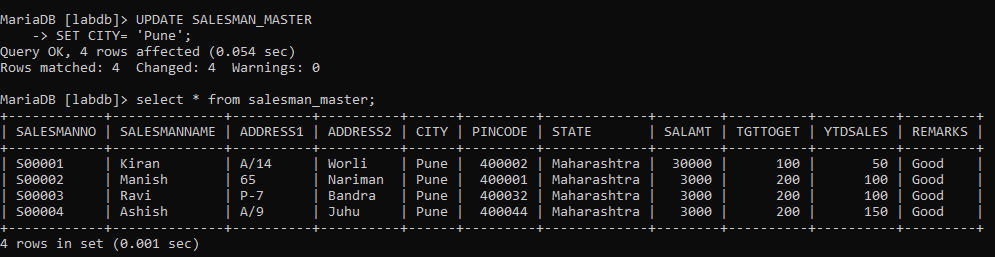 MariaDB [labdb]> UPDATE SALESMAN_MASTER
    -> SET CITY= 'Pune';
Query OK, 4 rows affected (0.054 sec)
Rows matched: 4  Changed: 4  Warnings: 0

MariaDB [labdb]> select * from salesman_master;
+------------+--------------+----------+----------+------+---------+-------------+--------+----------+----------+---------+
| SALESMANNO | SALESMANNAME | ADDRESS1 | ADDRESS2 | CITY | PINCODE | STATE       | SALAMT | TGTTOGET | YTDSALES | REMARKS |
+------------+--------------+----------+----------+------+---------+-------------+--------+----------+----------+---------+
| S00001     | Kiran        | A/14     | Worli    | Pune |  400002 | Maharashtra |  30000 |      100 |       50 | Good    |
| S00002     | Manish       | 65       | Nariman  | Pune |  400001 | Maharashtra |   3000 |      200 |      100 | Good    |
| S00003     | Ravi         | P-7      | Bandra   | Pune |  400032 | Maharashtra |   3000 |      200 |      100 | Good    |
| S00004     | Ashish       | A/9      | Juhu     | Pune |  400044 | Maharashtra |   3000 |      200 |      150 | Good    |
+------------+--------------+----------+----------+------+---------+-------------+--------+----------+----------+---------+
4 rows in set (0.001 sec)